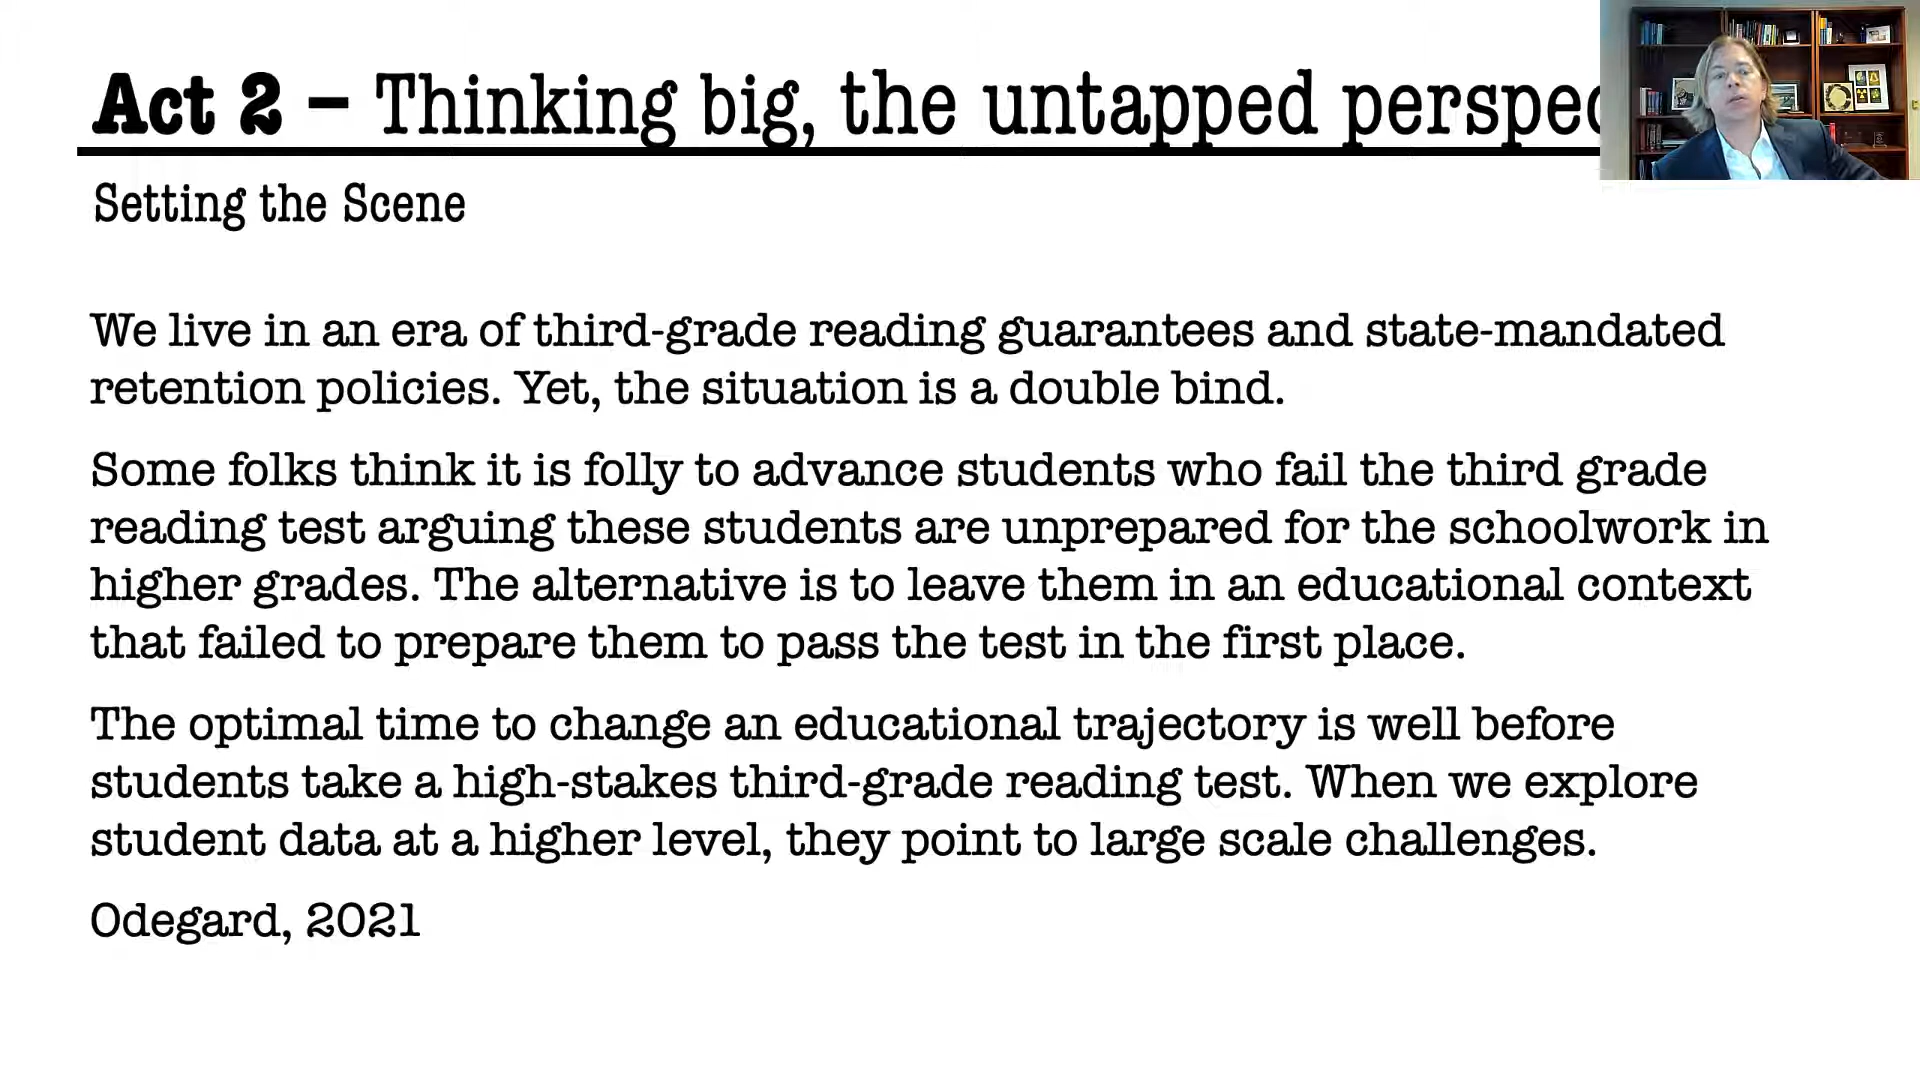 Act 2 – Thinking big, the untapped
Setting the Scene
We live in an era of third-grade reading guarantees and state-mandated
retention policies. Yet, the situation is a double bind.
Some folks think it is folly to advance students who fail the third grade
reading test arguing these students are unprepared for the schoolwork in
higher grades. The alternative is to leave them in an educational context
that failed to prepare them to pass the test in the first place.
The optimal time to change an educational trajectory is well before
students take a high-stakes third-grade reading test. When we explore
student data at a higher level, they point to large scale challenges.
Odegard, 2021